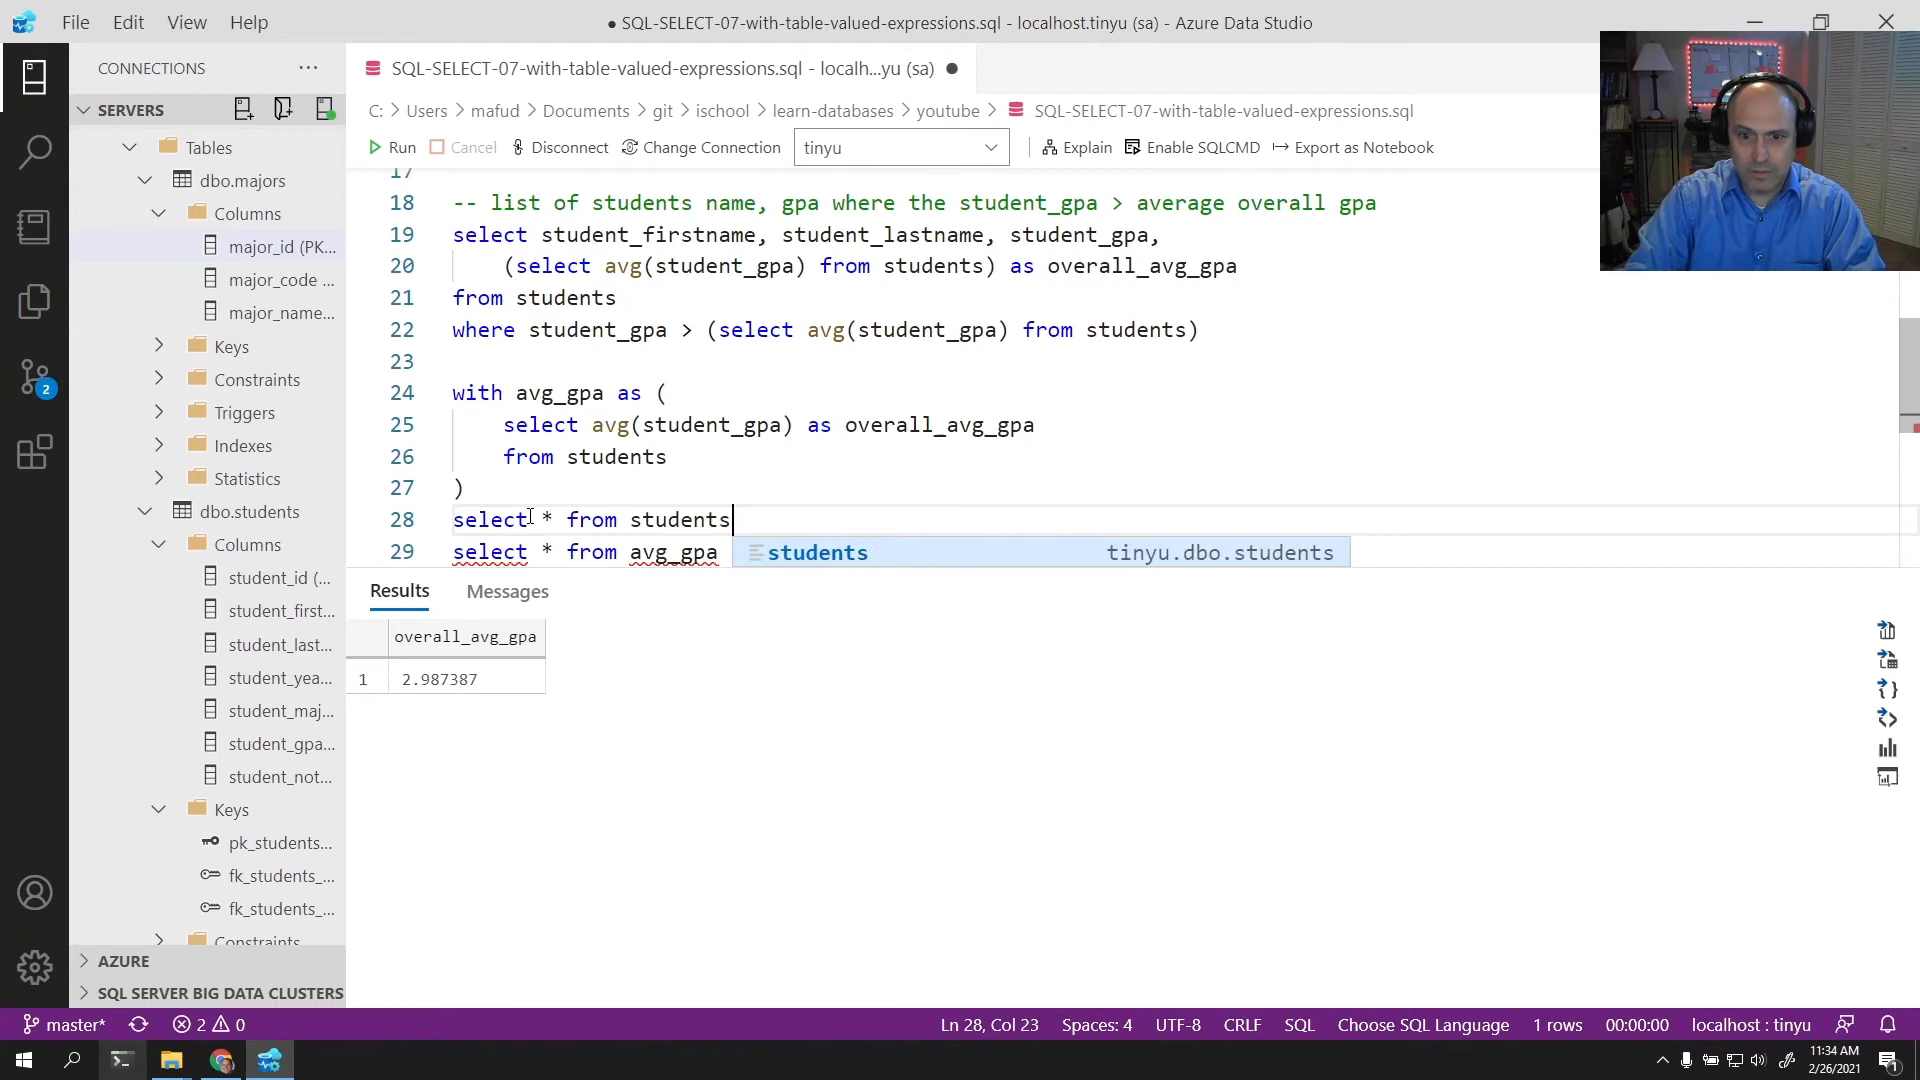 File Edit View Help
● SQL-SELECT-07-with-table-valued-expressions.sql - localhost.tinyu (sa) - Azure Data Studio
CONNECTIONS ...
SQL-SELECT-07-with-table-valued-expressions.sql - localh...yu (sa) ●
SERVERS
C: > Users > mafud > Documents > git > ischool > learn-databases > youtube > SQL-SELECT-07-with-table-valued-expressions.sql
Run Cancel Disconnect Change Connection tinyu Explain Enable SQLCMD Export as Notebook
Tables
dbo.majors
Columns
major_id (PK...
major_code ...
major_name...
Keys
Constraints
Triggers
Indexes
Statistics
dbo.students
Columns
student_id (...
student_first...
student_last...
student_yea...
student_maj...
student_gpa...
student_not...
Keys
pk_students...
fk_students_...
fk_students_...
Constraints
AZURE
SQL SERVER BIG DATA CLUSTERS
17
18 -- list of students name, gpa where the student_gpa > average overall gpa
19 select student_firstname, student_lastname, student_gpa,
20 (select avg(student_gpa) from students) as overall_avg_gpa
21 from students
22 where student_gpa > (select avg(student_gpa) from students)
23
24 with avg_gpa as (
25 select avg(student_gpa) as overall_avg_gpa
26 from students
27 )
28 select * from students
29 select * from avg_gpa
students tinyu.dbo.students
Results Messages
overall_avg_gpa
1 2.987387
2
master* 2 0 Ln 28, Col 23 Spaces: 4 UTF-8 CRLF SQL Choose SQL Language 1 rows 00:00:00 localhost : tinyu
11:34 AM
2/26/2021
1